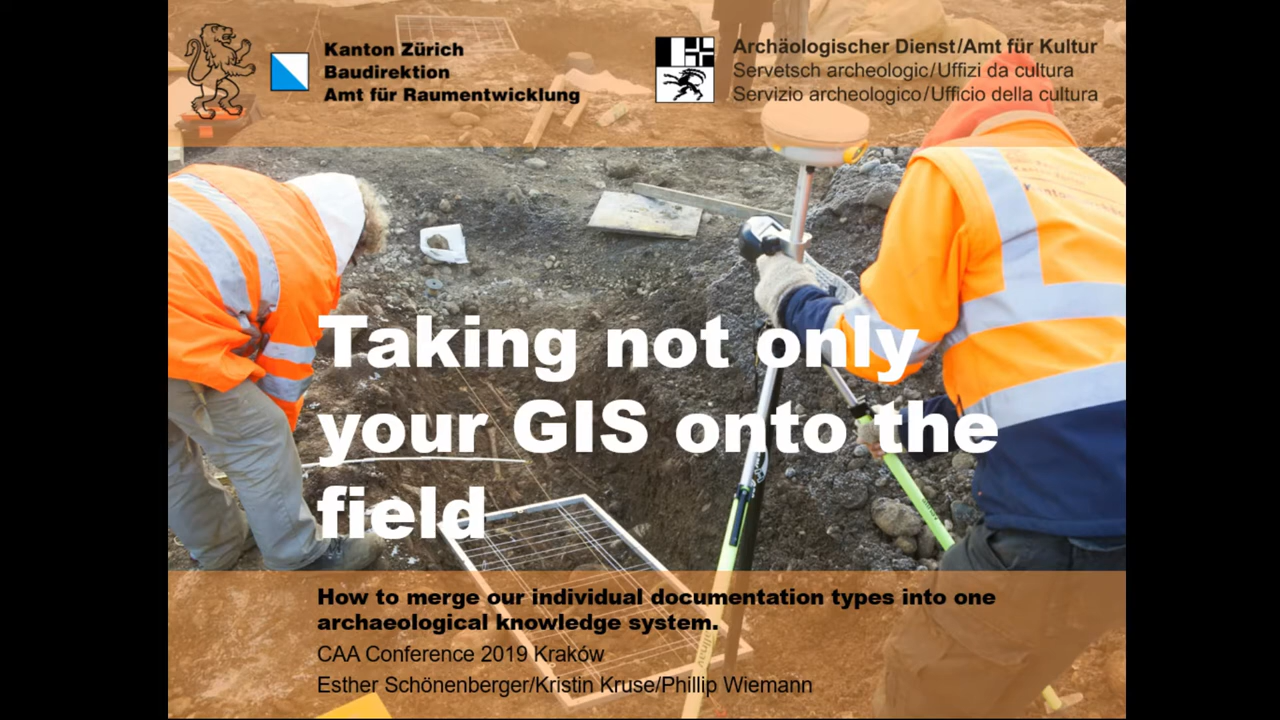 Kanton Zürich
Baudirektion
Amt für Raumentwicklung
Archäologischer Dienst/Amt für Kultur
Servetsch archeologic/Uffizi da cultura
Servizio archeologico/Ufficio della cultura
Taking not only
your GIS onto the
field
How to merge our individual documentation types into one
archaeological knowledge system.
CAA Conference 2019 Kraków
Esther Schönenberger/Kristin Kruse/Phillip Wiemann